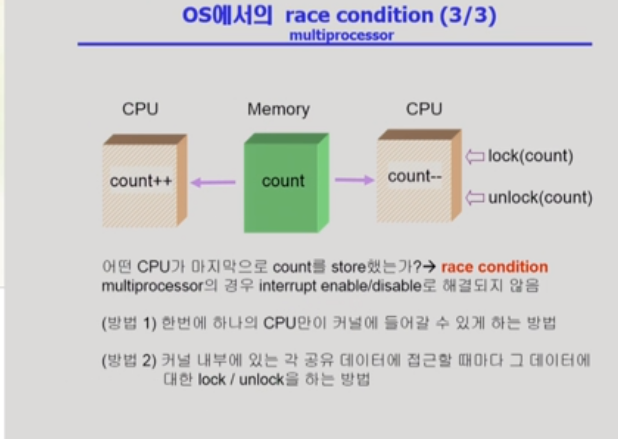 OS에서의 race condition (3/3)
multiprocessor
CPU Memory CPU
count++ count count--
lock(count)
unlock(count)
어떤 CPU가 마지막으로 count를 store했는가?→ race condition
multiprocessor의 경우 interrupt enable/disable로 해결되지 않음
(방법 1) 한번에 하나의 CPU만이 커널에 들어갈 수 있게 하는 방법
(방법 2) 커널 내부에 있는 각 공유 데이터에 접근할 때마다 그 데이터에
대한 lock / unlock을 하는 방법